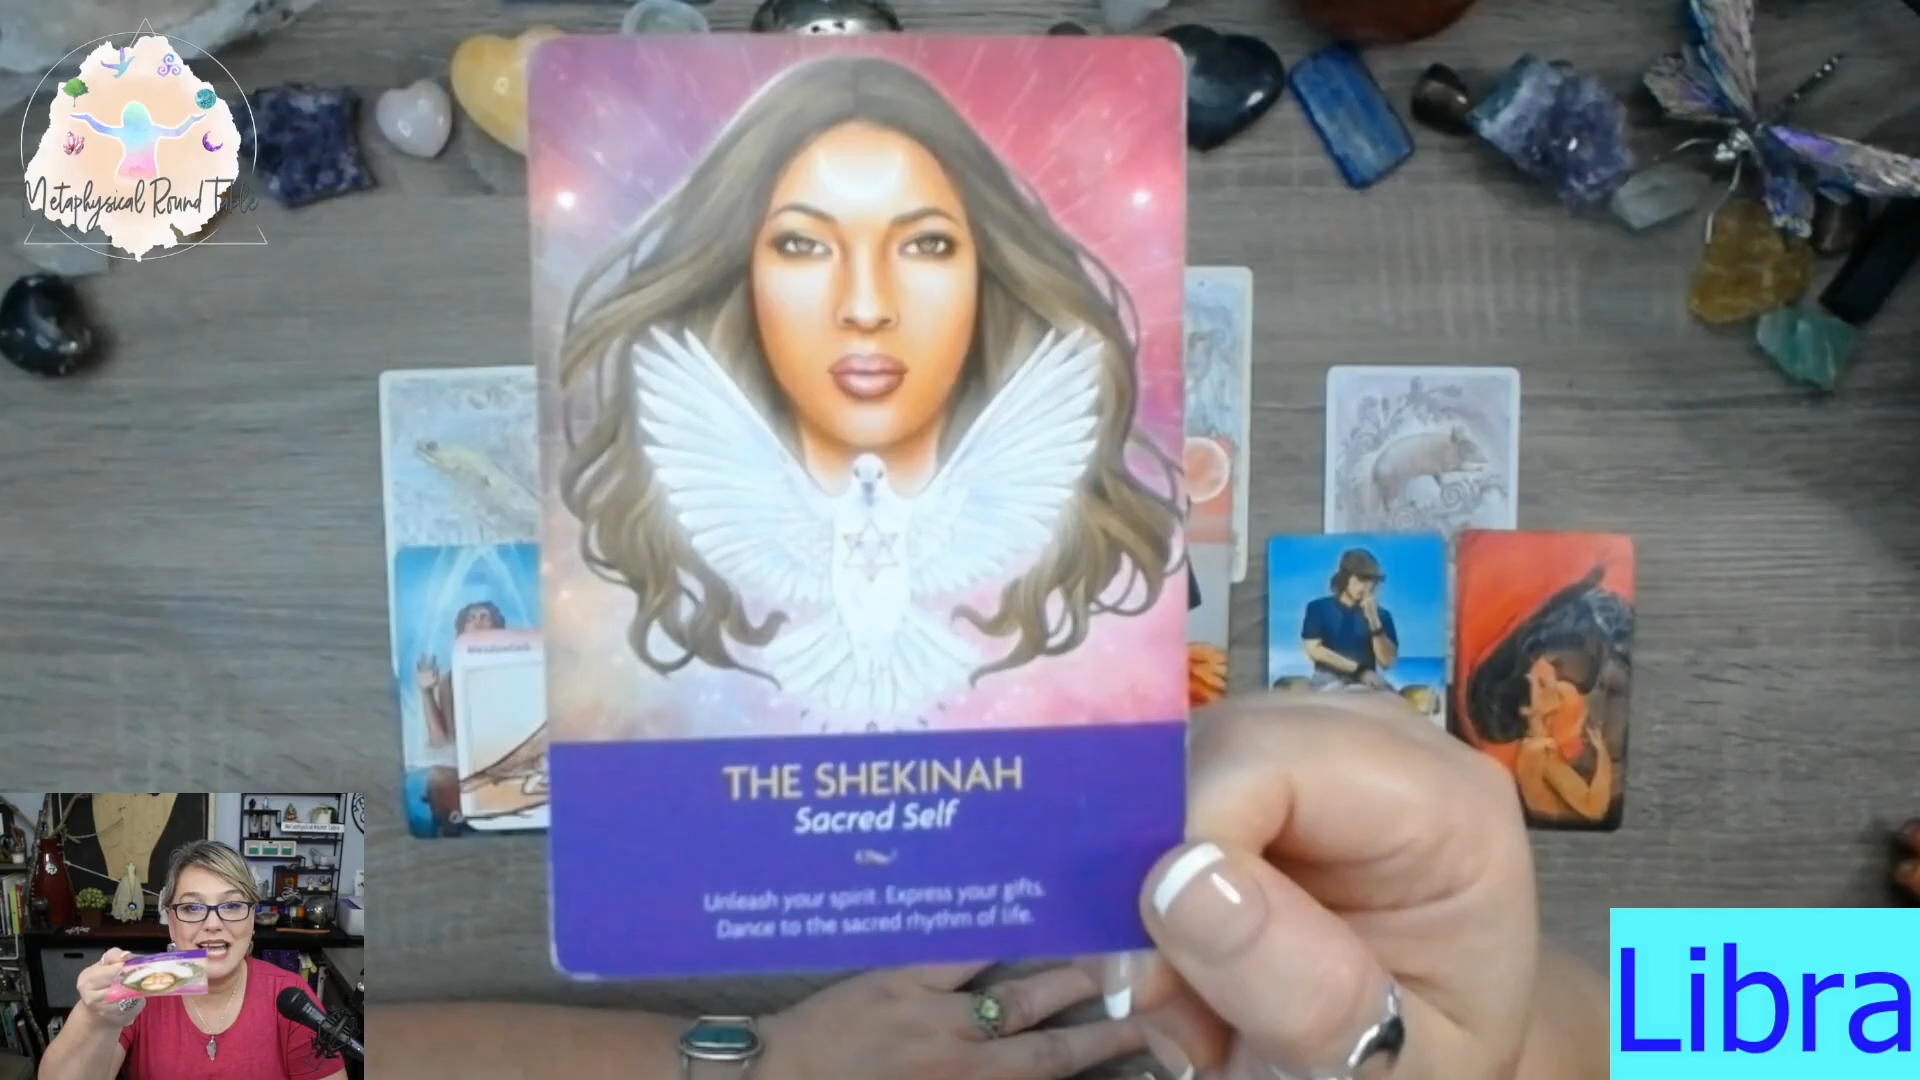 Metaphysical Round Table
THE SHEKINAH
Sacred Self
Unleash your spirit. Express your gifts.
Dance to the sacred rhythm of life.
Libra